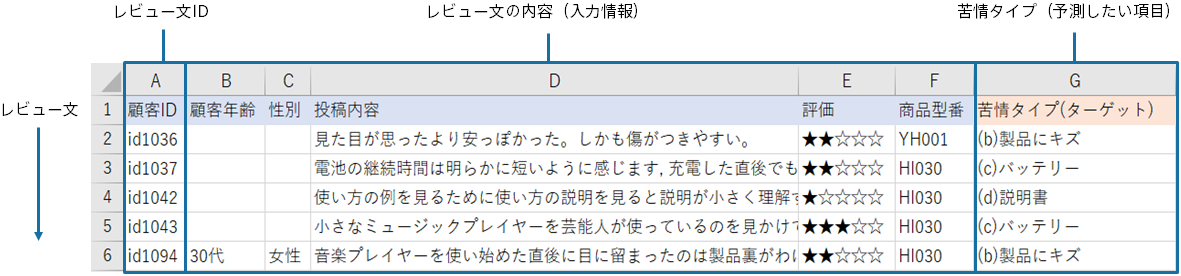 レビュー文ID レビュー文の内容（入力情報） 苦情タイプ（予測したい項目）
A B C D E F G
レビュー文 1 顧客ID 顧客年齢 性別 投稿内容 評価 商品型番 苦情タイプ(ターゲット)
2 id1036 見た目が思ったより安っぽかった。しかも傷がつきやすい。 ★★☆☆☆ YH001 (b)製品にキズ
3 id1037 電池の継続時間は明らかに短いように感じます, 充電した直後でも ★★☆☆☆ HI030 (c)バッテリー
4 id1042 使い方の例を見るために使い方の説明を見ると説明が小さく理解す ★☆☆☆☆ HI030 (d)説明書
5 id1043 小さなミュージックプレイヤーを芸能人が使っているのを見かけて ★★★☆☆ HI030 (c)バッテリー
6 id1094 30代 女性 音楽プレイヤーを使い始めた直後に目に留まったのは製品裏がわに ★★☆☆☆ HI030 (b)製品にキズ